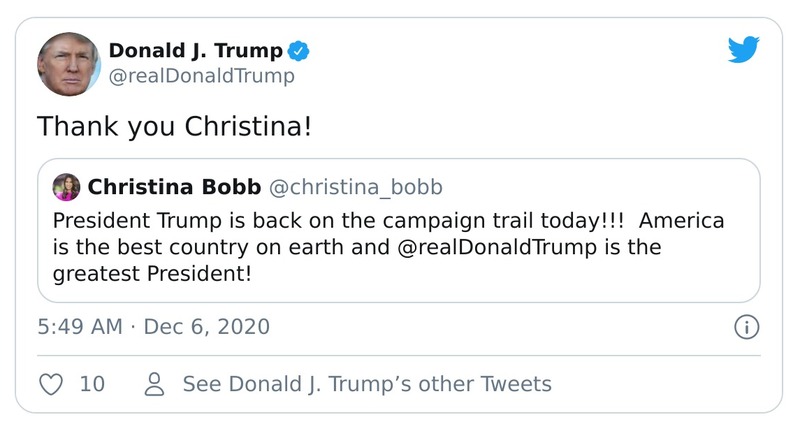 Donald J. Trump
@realDonaldTrump
Thank you Christina!
Christina Bobb @christina_bobb
President Trump is back on the campaign trail today!!!  America
is the best country on earth and @realDonaldTrump is the
greatest President!
5:49 AM · Dec 6, 2020
10 See Donald J. Trump’s other Tweets